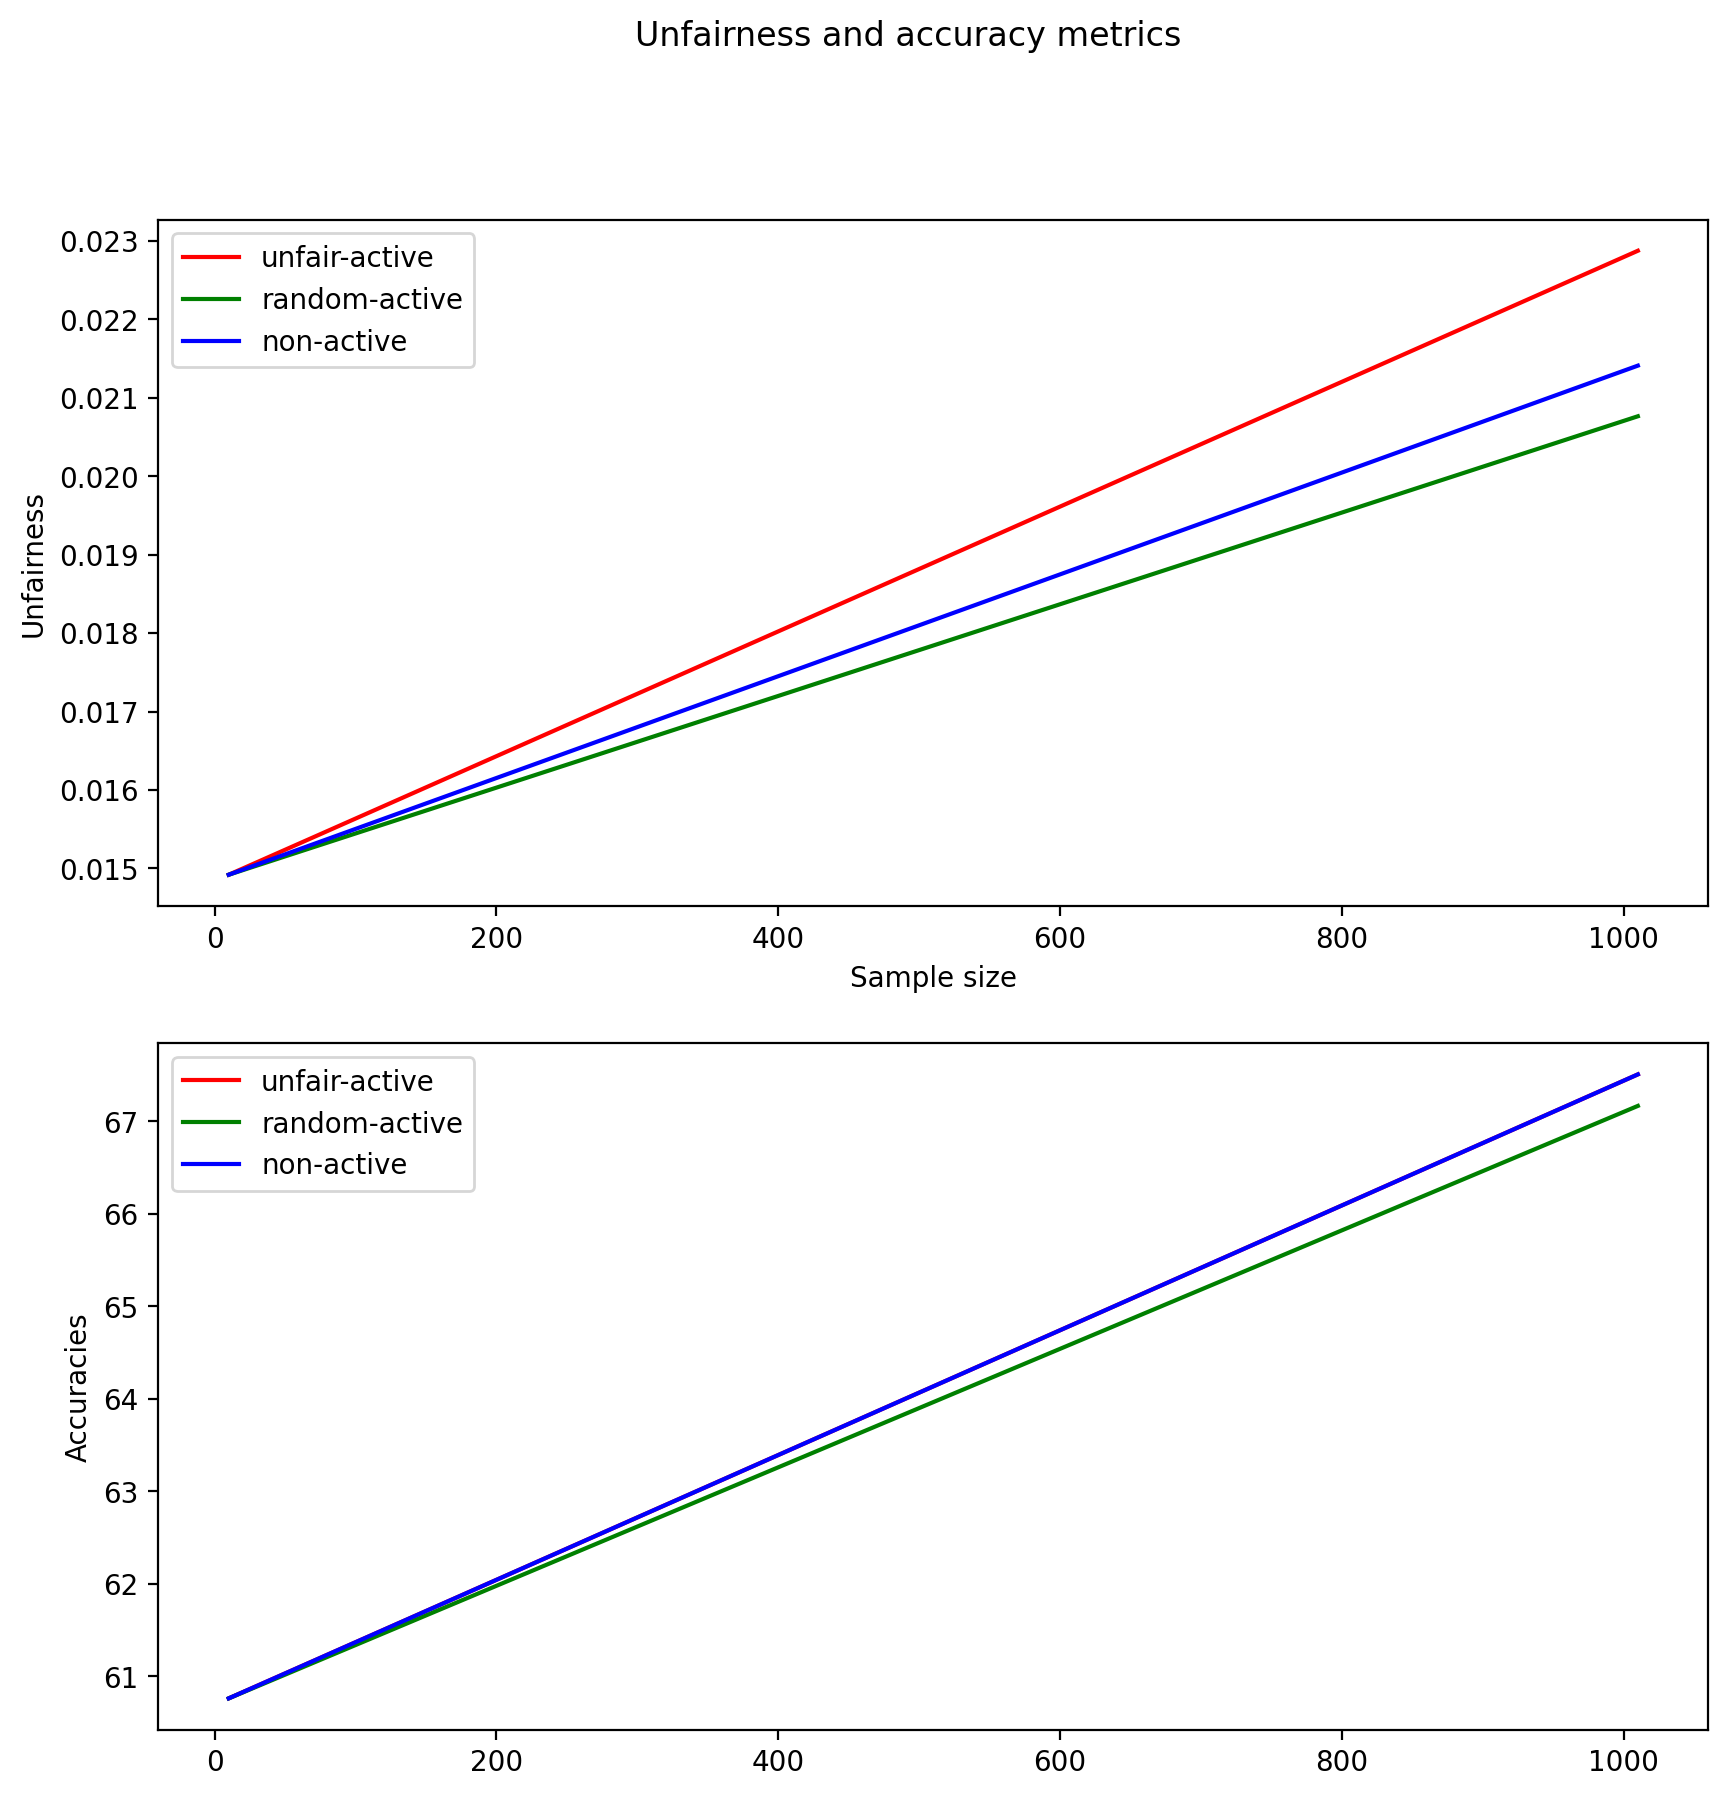 Unfairness and accuracy metrics
unfair-active
random-active
non-active
0.023
0.022
0.021
0.020
0.019
0.018
0.017
0.016
0.015
Unfairness
0 200 400 600 800 1000
Sample size
unfair-active
random-active
non-active
67
66
65
64
63
62
61
Accuracies
0 200 400 600 800 1000